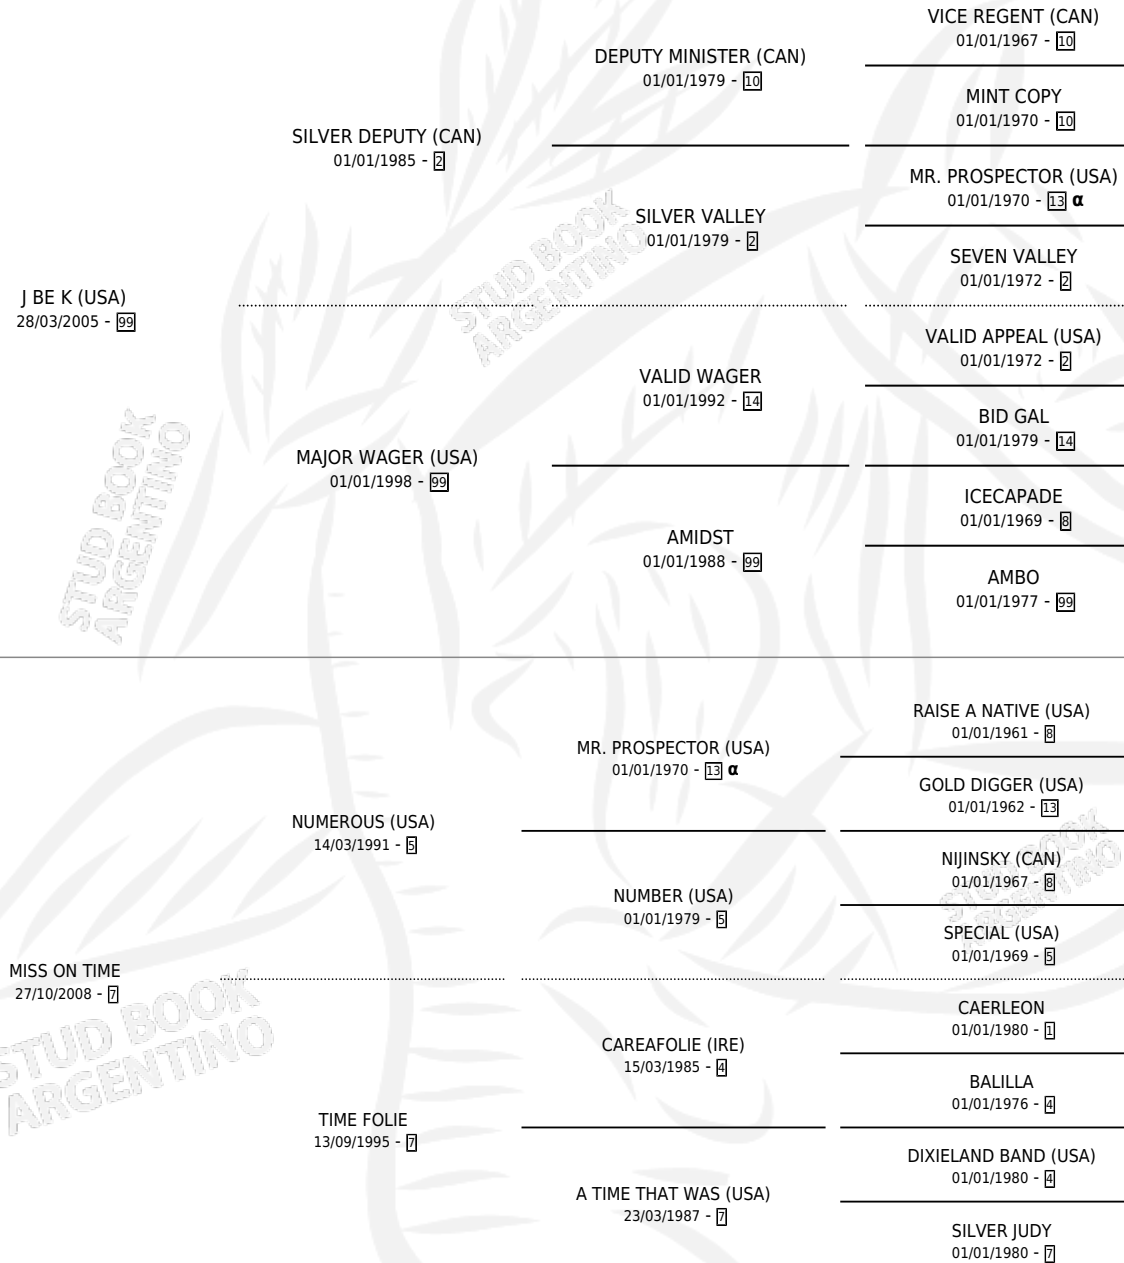 J BE K (USA)
28/03/2005 - 99
SILVER DEPUTY (CAN)
01/01/1985 - 2
DEPUTY MINISTER (CAN)
01/01/1979 - 10
VICE REGENT (CAN)
01/01/1967 - 10
MINT COPY
01/01/1970 - 10
SILVER VALLEY
01/01/1979 - 2
MR. PROSPECTOR (USA)
01/01/1970 - 13 α
SEVEN VALLEY
01/01/1972 - 2
MAJOR WAGER (USA)
01/01/1998 - 99
VALID WAGER
01/01/1992 - 14
VALID APPEAL (USA)
01/01/1972 - 2
BID GAL
01/01/1979 - 14
AMIDST
01/01/1988 - 99
ICECAPADE
01/01/1969 - 8
AMBO
01/01/1977 - 99
MISS ON TIME
27/10/2008 - 7
NUMEROUS (USA)
14/03/1991 - 5
MR. PROSPECTOR (USA)
01/01/1970 - 13 α
RAISE A NATIVE (USA)
01/01/1961 - 8
GOLD DIGGER (USA)
01/01/1962 - 13
NUMBER (USA)
01/01/1979 - 5
NIJINSKY (CAN)
01/01/1967 - 8
SPECIAL (USA)
01/01/1969 - 5
TIME FOLIE
13/09/1995 - 7
CAREAFOLIE (IRE)
15/03/1985 - 4
CAERLEON
01/01/1980 - 1
BALILLA
01/01/1976 - 4
A TIME THAT WAS (USA)
23/03/1987 - 7
DIXIELAND BAND (USA)
01/01/1980 - 4
SILVER JUDY
01/01/1980 - 7
STUD BOOK
ARGENTINO
STUD BOOK
ARGENTINO
STUD BOOK
ARGENTINO
STUD BOOK
ARGENTINO